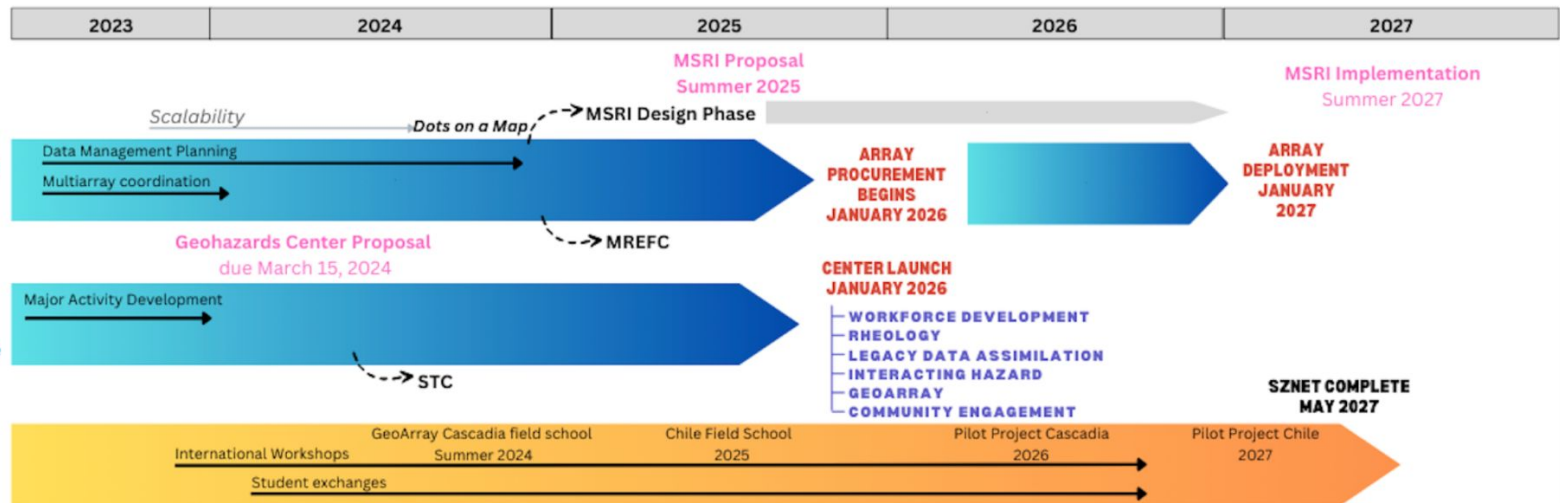 2023 2024 2025 2026 2027
MSRI Proposal
Summer 2025
MSRI Implementation
Summer 2027
Scalability
Dots on a Map
MSRI Design Phase
Data Management Planning
Multiarray coordination
ARRAY
PROCUREMENT
BEGINS
JANUARY 2026
ARRAY
DEPLOYMENT
JANUARY
2027
MREFC
Geohazards Center Proposal
due March 15, 2024
Major Activity Development
STC
CENTER LAUNCH
JANUARY 2026
WORKFORCE DEVELOPMENT
RHEOLOGY
LEGACY DATA ASSIMILATION
INTERACTING HAZARD
GEOARRAY
COMMUNITY ENGAGEMENT
SZNET COMPLETE
MAY 2027
GeoArray Cascadia field school
Summer 2024
Chile Field School
2025
Pilot Project Cascadia
2026
Pilot Project Chile
2027
International Workshops
Student exchanges